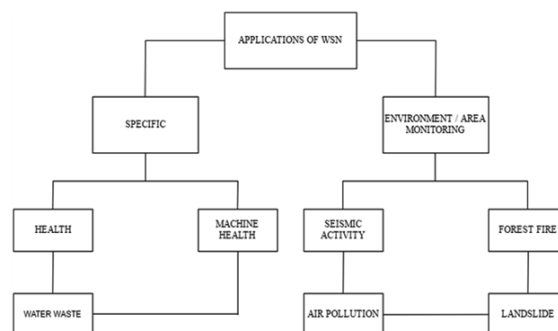 APPLICATIONS OF WSN
SPECIFIC
ENVIRONMENT / AREA
MONITORING
HEALTH
MACHINE
HEALTH
SEISMIC
ACTIVITY
FOREST FIRE
WATER WASTE
AIR POLLUTION
LANDSLIDE